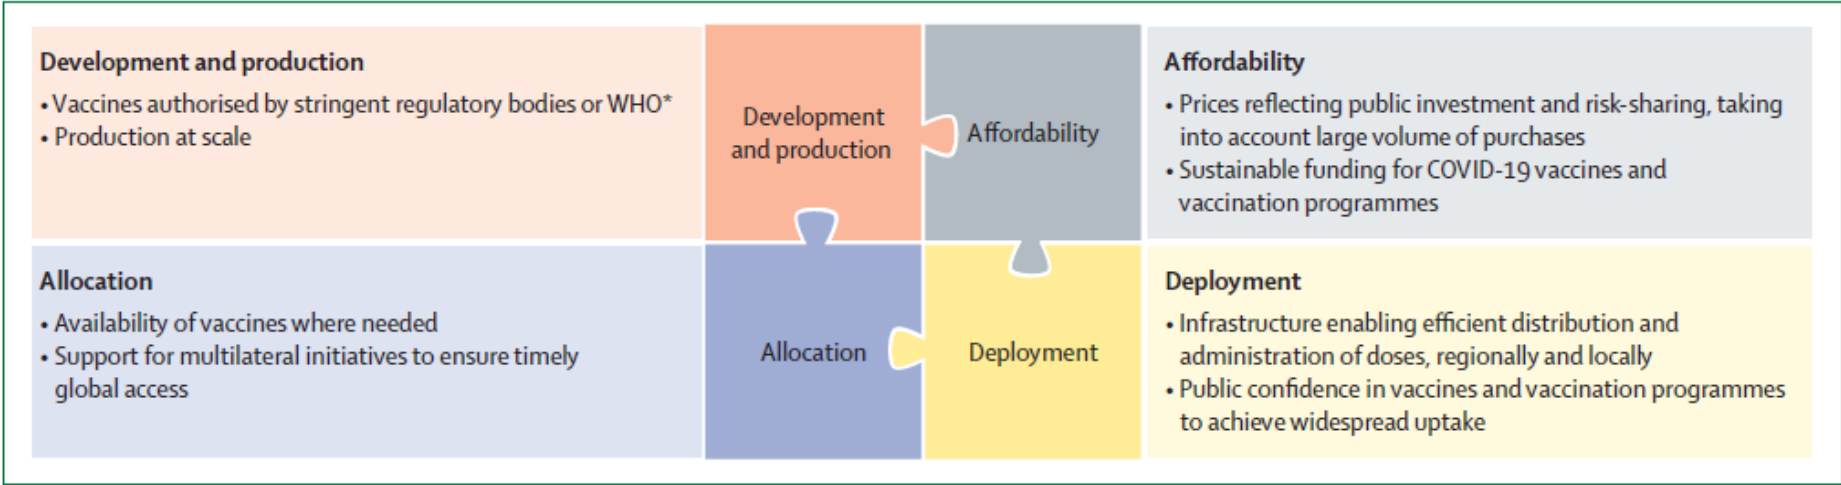 Development and production
• Vaccines authorised by stringent regulatory bodies or WHO*
• Production at scale
Development
and production
Affordability
Affordability
• Prices reflecting public investment and risk-sharing, taking
into account large volume of purchases
• Sustainable funding for COVID-19 vaccines and
vaccination programmes
Allocation
• Availability of vaccines where needed
• Support for multilateral initiatives to ensure timely
global access
Allocation
Deployment
Deployment
• Infrastructure enabling efficient distribution and
administration of doses, regionally and locally
• Public confidence in vaccines and vaccination programmes
to achieve widespread uptake